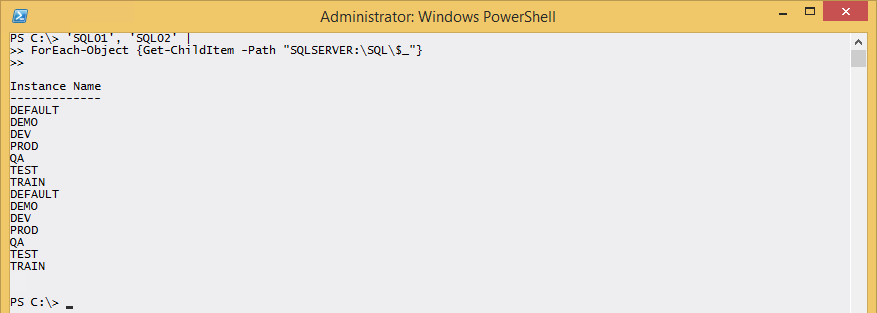 Administrator: Windows PowerShell
PS C:\> 'SQL01', 'SQL02' |
>> ForEach-Object {Get-ChildItem -Path "SQLSERVER:\SQL\$_"}
>>
Instance Name
-------------
DEFAULT
DEMO
DEV
PROD
QA
TEST
TRAIN
DEFAULT
DEMO
DEV
PROD
QA
TEST
TRAIN
PS C:\> _